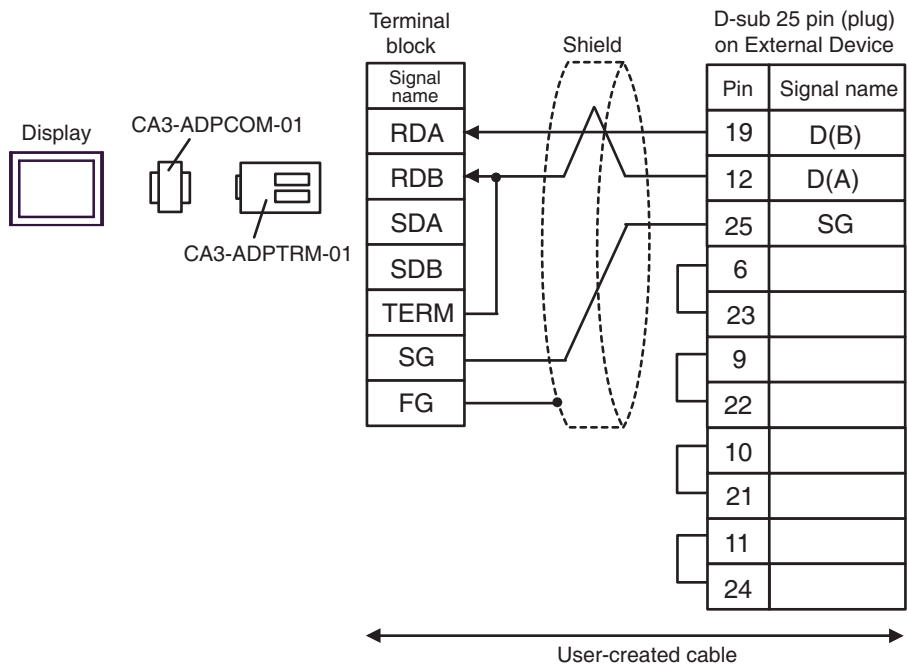 Terminal
block
Shield
D-sub 25 pin (plug)
on External Device
Display
CA3-ADPCOM-01
CA3-ADPTRM-01
Signal
name
RDA
RDB
SDA
SDB
TERM
SG
FG
Pin Signal name
19 D(B)
12 D(A)
25 SG
6
23
9
22
10
21
11
24
User-created cable